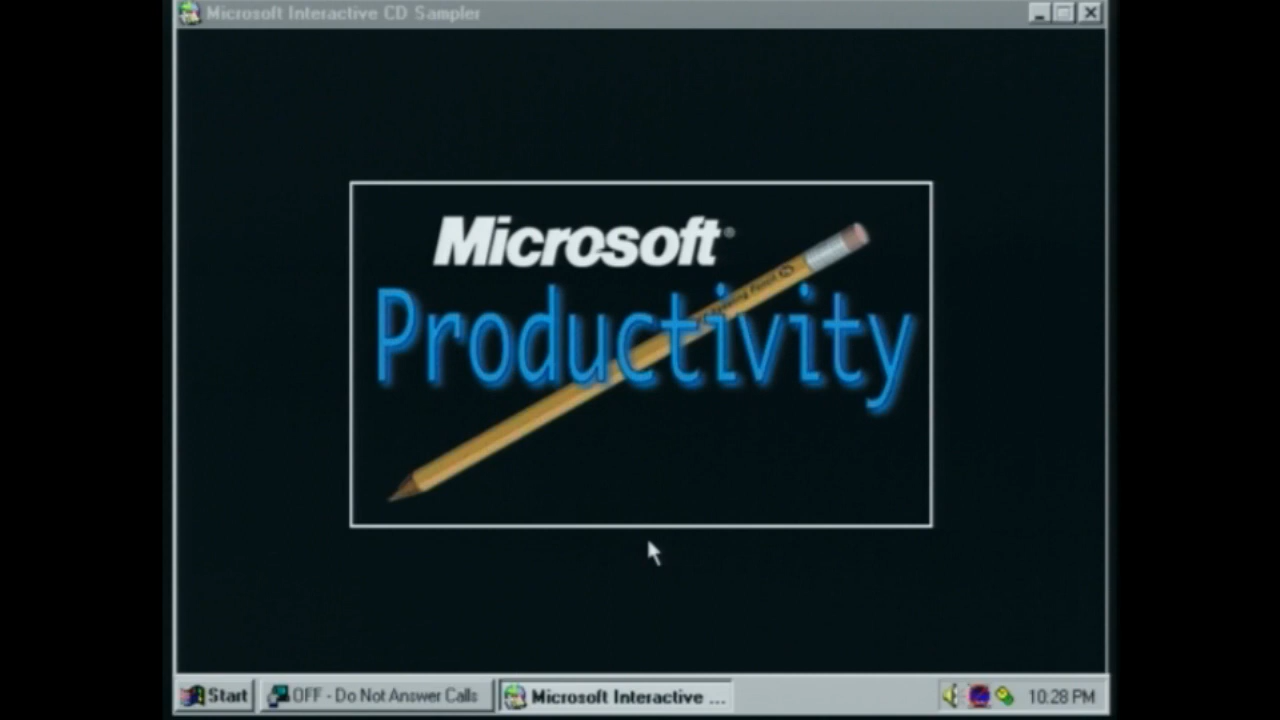 Microsoft Interactive CD Sampler
Microsoft®
Productivity
Start
OFF - Do Not Answer Calls
Microsoft Interactive ...
10:28 PM